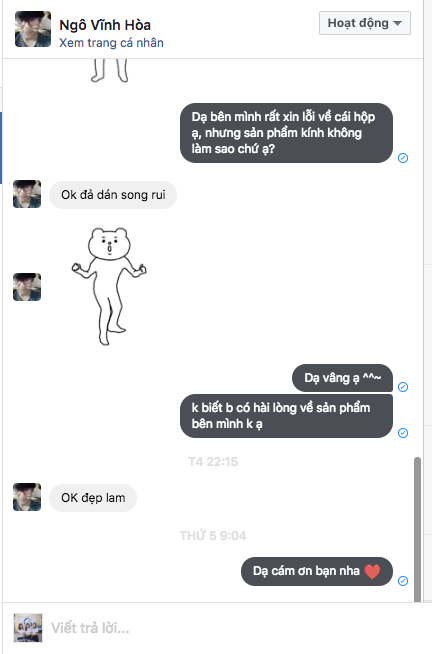 Ngô Vĩnh Hòa
Hoạt động
Xem trang cá nhân
Dạ bên mình rất xin lỗi về cái hộp
ạ, nhưng sản phẩm kính không
làm sao chứ ạ?
Ok đả dán song rui
Dạ vâng ạ ^^~
k biết b có hài lòng về sản phẩm
bên mình k ạ
T4 22:15
OK đẹp lam
THỨ 5 9:04
Dạ cám ơn bạn nha ❤️
Viết trả lời...